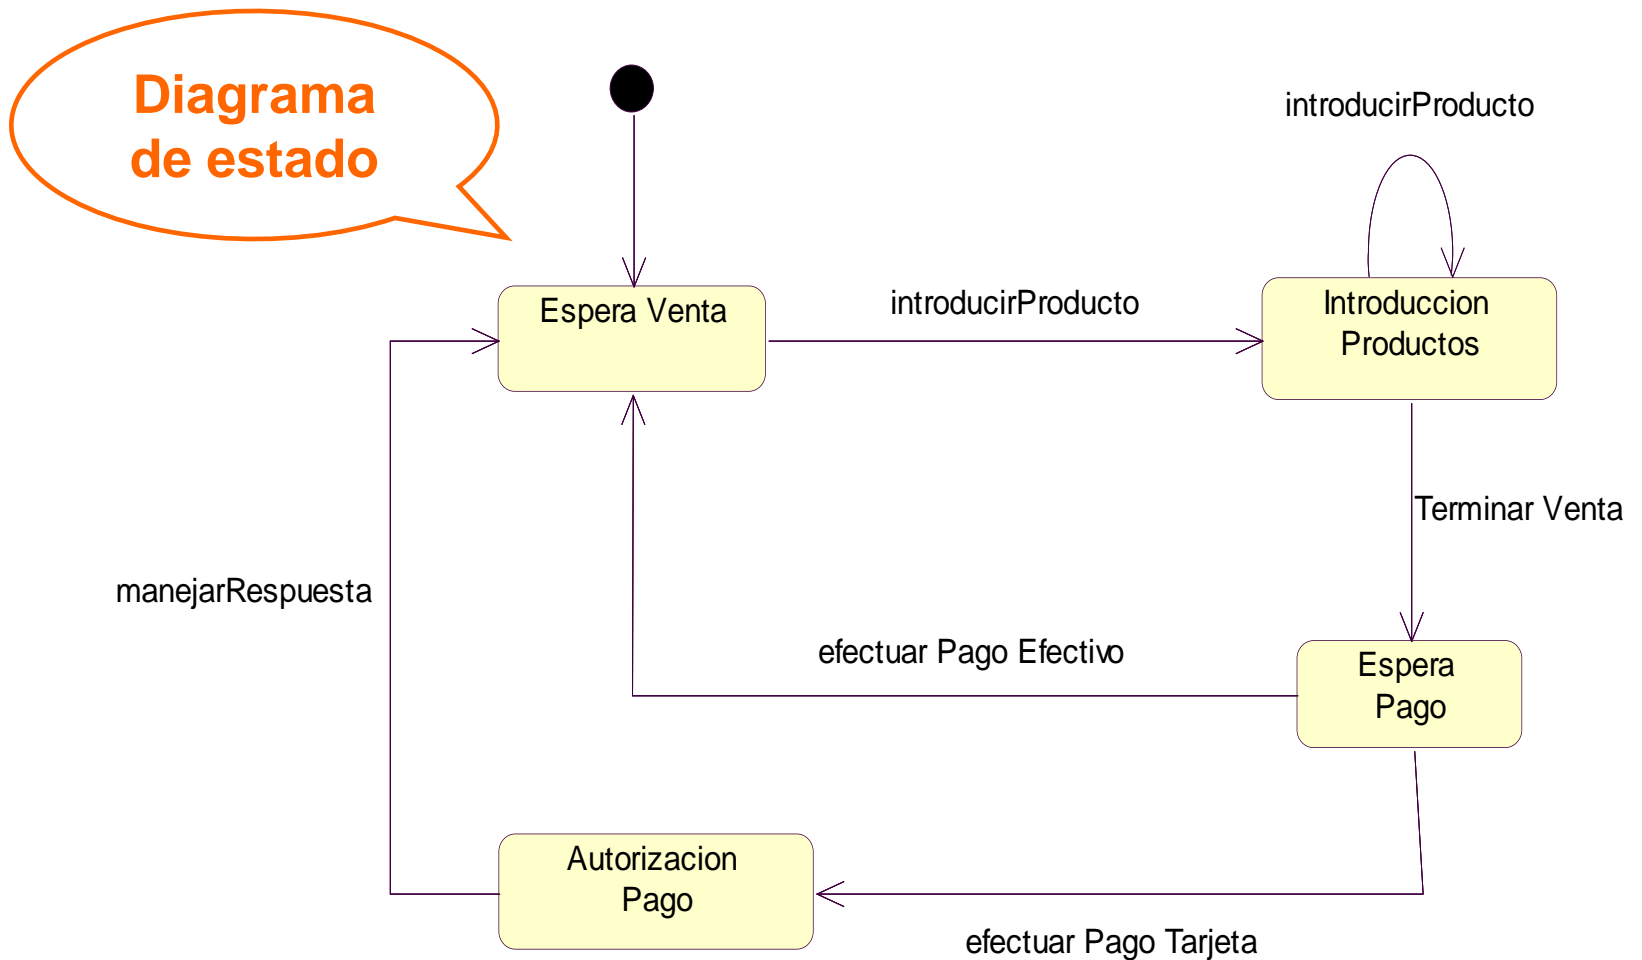 Diagrama
de estado
introducirProducto
Espera Venta
introducirProducto
Introduccion
Productos
Terminar Venta
manejarRespuesta
efectuar Pago Efectivo
Espera
Pago
Autorizacion
Pago
efectuar Pago Tarjeta